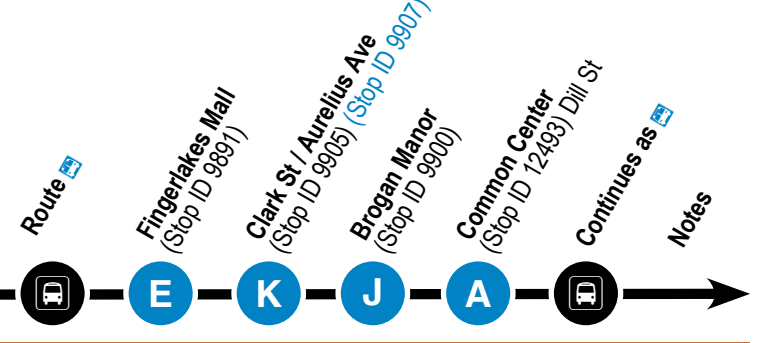 Route
Fingerlakes Mall
(Stop ID 9891)
Clark St / Aurelius Ave
(Stop ID 9905) (Stop ID 9907)
Brogan Manor
(Stop ID 9900)
Common Center
(Stop ID 12493) Dill St
Continues as
Notes
E
K
J
A